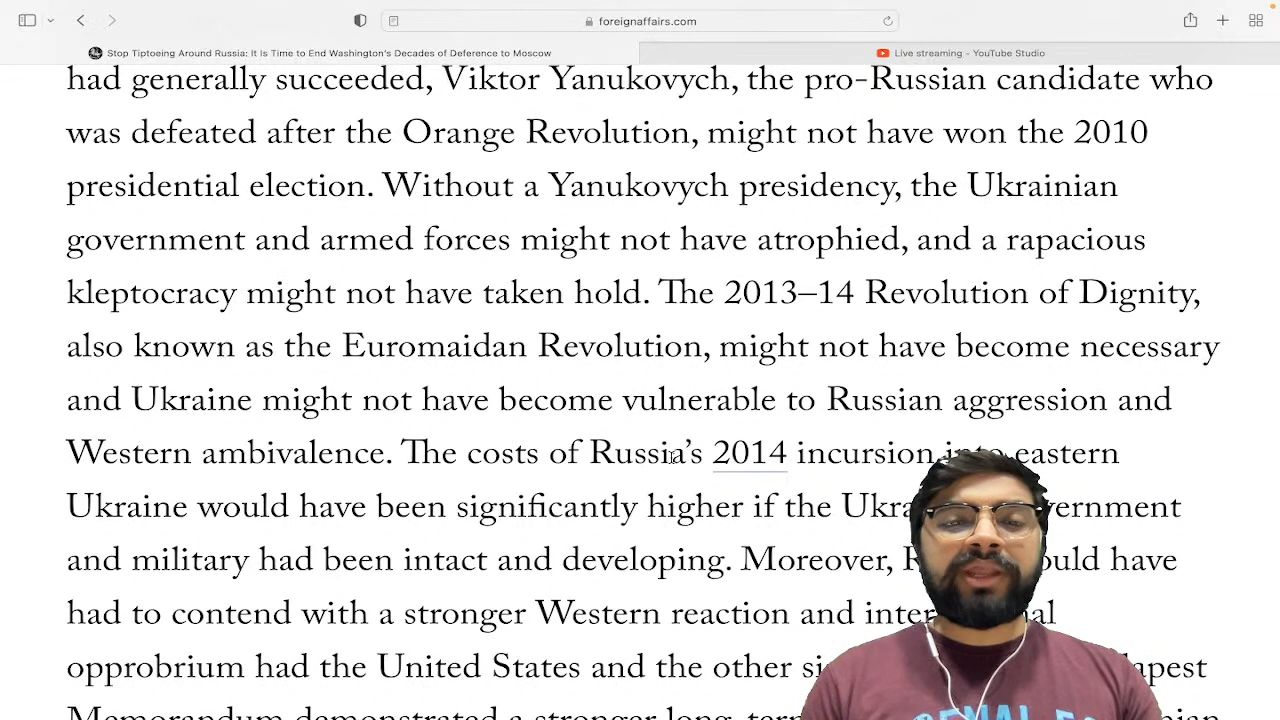 foreignaffairs.com
Stop Tiptoeing Around Russia: It Is Time to End Washington's Decades of Deference to Moscow
Live streaming - YouTube Studio
had generally succeeded, Viktor Yanukovych, the pro-Russian candidate who
was defeated after the Orange Revolution, might not have won the 2010
presidential election. Without a Yanukovych presidency, the Ukrainian
government and armed forces might not have atrophied, and a rapacious
kleptocracy might not have taken hold. The 2013–14 Revolution of Dignity,
also known as the Euromaidan Revolution, might not have become necessary
and Ukraine might not have become vulnerable to Russian aggression and
Western ambivalence. The costs of Russia's 2014 incursion into eastern
Ukraine would have been significantly higher if the
and military had been intact and developing. Moreover, have
had to contend with a stronger Western reaction and
opprobrium had the United States and the other
Memorandum demonstrated a stronger